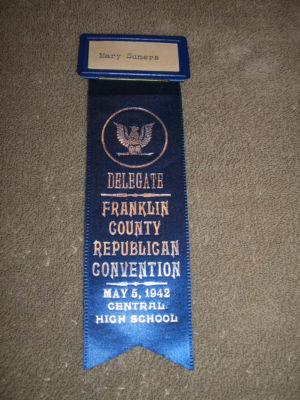 Mary Somers
DELEGATE
FRANKLIN
COUNTY
REPUBLICAN
CONVENTION
MAY 5, 1942
CENTRAL
HIGH SCHOOL